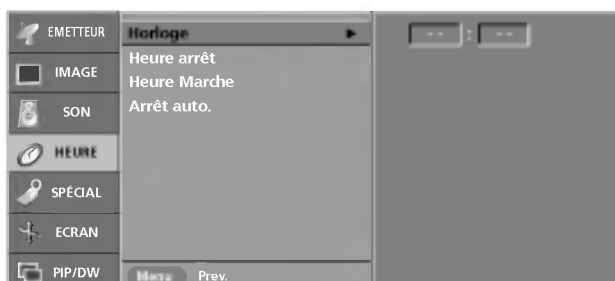 EMETTEUR
IMAGE
SON
HEURE
SPÉCIAL
ECRAN
PIP/DW
Horloge ►
Heure arrêt
Heure Marche
Arrêt auto.
Menu Prev.
-- : --